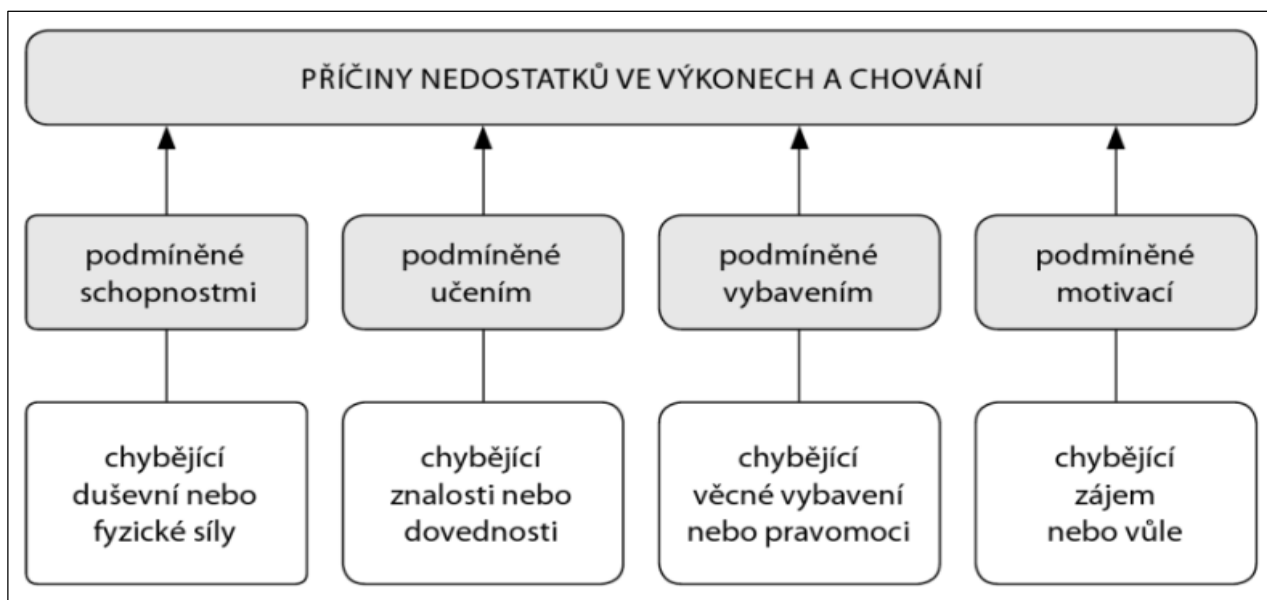 PŘÍČINY NEDOSTATKŮ VE VÝKONECH A CHOVÁNÍ
podmíněné
schopnostmi
podmíněné
učením
podmíněné
vybavením
podmíněné
motivací
chybějící
duševní nebo
fyzické síly
chybějící
znalosti nebo
dovednosti
chybějící
věcné vybavení
nebo pravomoci
chybějící
zájem
nebo vůle